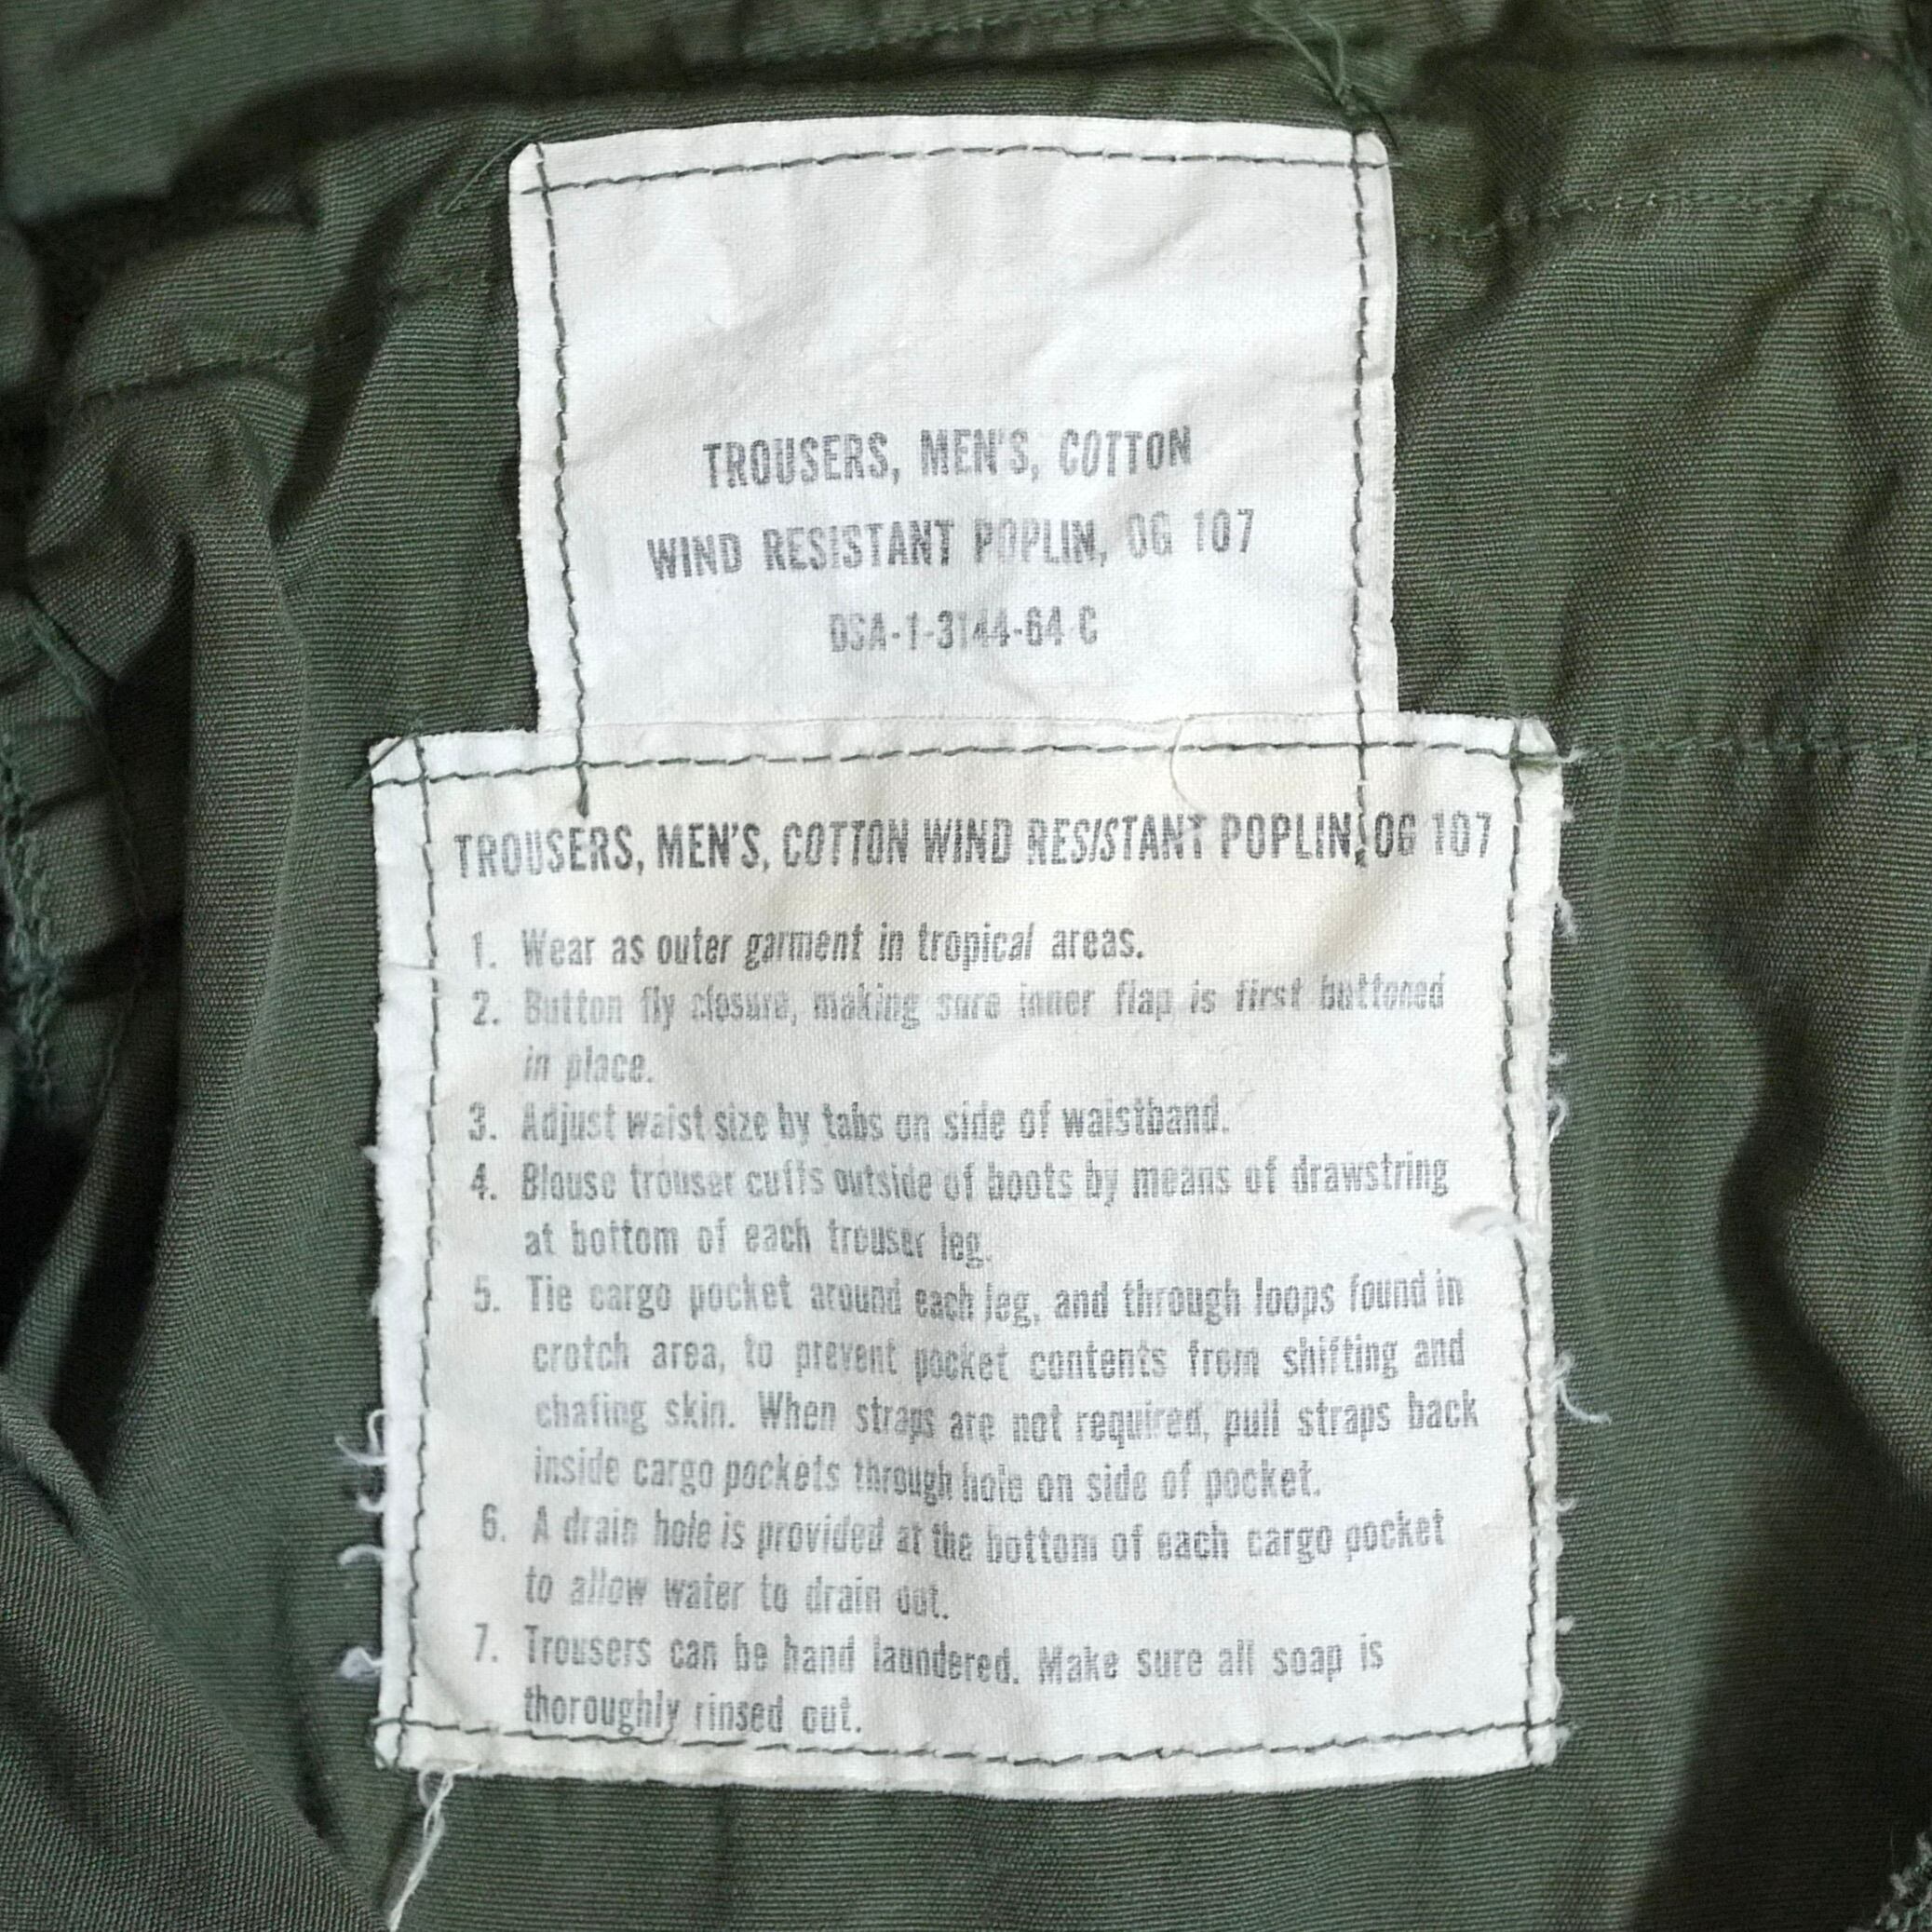 TROUSERS, MEN'S, COTTON
WIND RESISTANT POPLIN, OG 107
DSA-1-3144-64-C
TROUSERS, MEN'S, COTTON WIND RESISTANT POPLIN, OG 107
1. Wear as outer garment in tropical areas.
2. Button fly closure, making sure inner flap is first buttoned
in place.
3. Adjust waist size by tabs on side of waistband.
4. Blouse trouser cuffs outside of boots by means of drawstring
at bottom of each trouser leg.
5. Tie cargo pocket around each leg, and through loops found in
crotch area, to prevent pocket contents from shifting and
chafing skin. When straps are not required, pull straps back
inside cargo pockets through hole on side of pocket.
6. A drain hole is provided at the bottom of each cargo pocket
to allow water to drain out.
7. Trousers can be hand laundered. Make sure all soap is
thoroughly rinsed out.